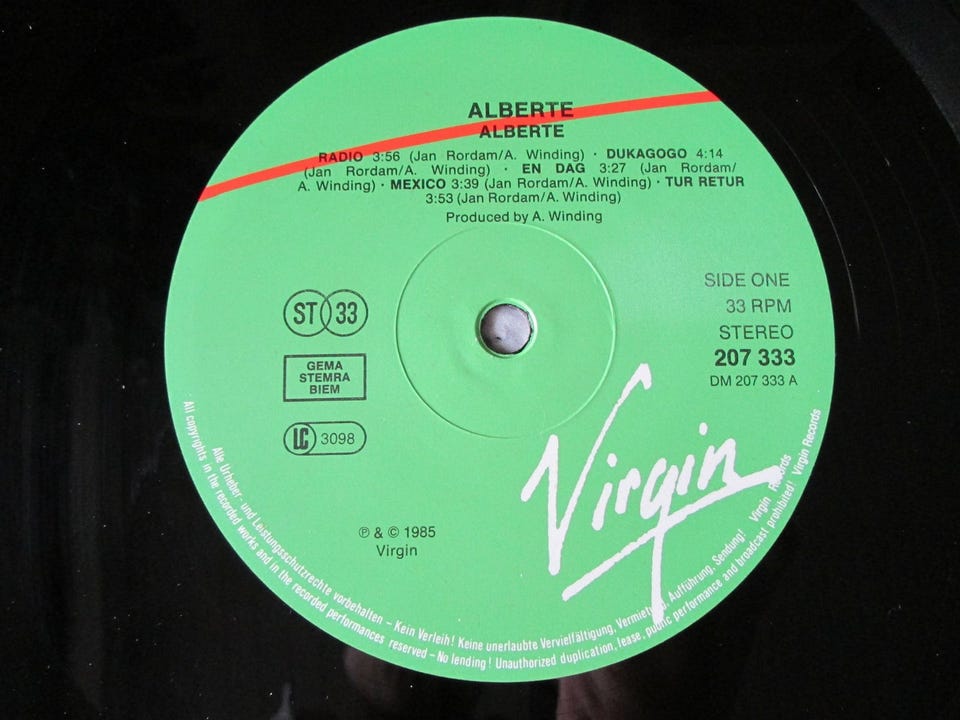 ALBERTE
ALBERTE
RADIO 3:56 (Jan Rordam/A. Winding) · DUKAGOGO 4:14
(Jan Rordam/A. Winding) · EN DAG 3:27 (Jan Rordam/
A. Winding) · MEXICO 3:39 (Jan Rordam/A. Winding) · TUR RETUR
3:53 (Jan Rordam/A. Winding)
Produced by A. Winding
SIDE ONE
33 RPM
STEREO
207 333
DM 207 333 A
ST 33
GEMA
STEMRA
BIEM
LC 3098
Virgin
℗ & © 1985
Virgin
Alle Urheber- und Leistungsschutzrechte vorbehalten – Kein Verleih! Keine unerlaubte Vervielfältigung, Vermietung, Aufführung, Sendung! Virgin Records
All copyrights in the recorded works and in the recorded performances reserved – No lending! Unauthorized duplication, lease, public performance and broadcast prohibited! Virgin Records